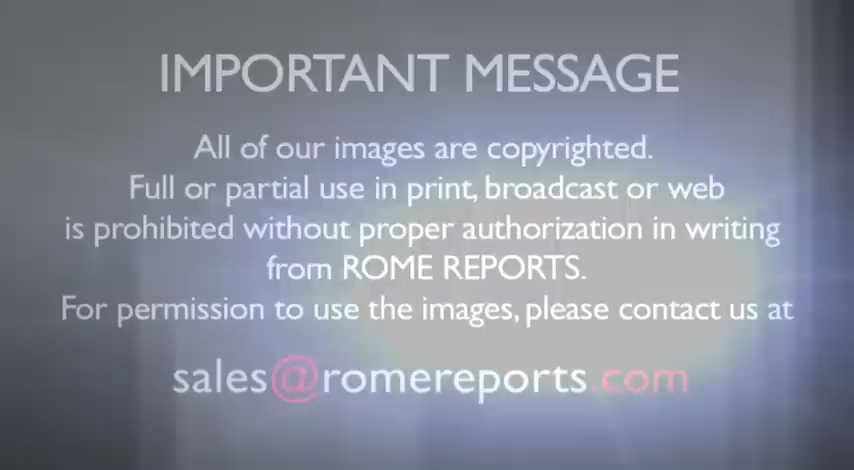 IMPORTANT MESSAGE
All of our images are copyrighted.
Full or partial use in print, broadcast or web
is prohibited without proper authorization in writing
from ROME REPORTS.
For permission to use the images, please contact us at
sales@romereports.com